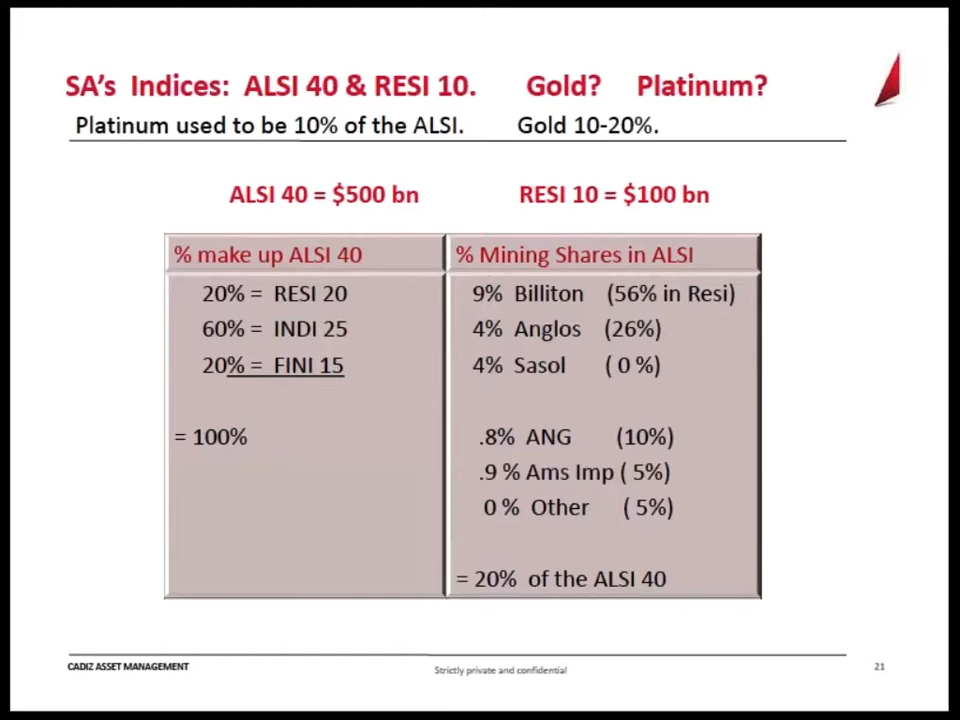 SA’s Indices: ALSI 40 & RESI 10. Gold? Platinum?
Platinum used to be 10% of the ALSI. Gold 10-20%.
ALSI 40 = $500 bn RESI 10 = $100 bn
% make up ALSI 40
20% = RESI 20
60% = INDI 25
20% = FINI 15
= 100%
% Mining Shares in ALSI
9% Billiton (56% in Resi)
4% Anglos (26%)
4% Sasol ( 0 %)
.8% ANG (10%)
.9 % Ams Imp ( 5%)
0 % Other ( 5%)
= 20% of the ALSI 40
CADIZ ASSET MANAGEMENT Strictly private and confidential 21